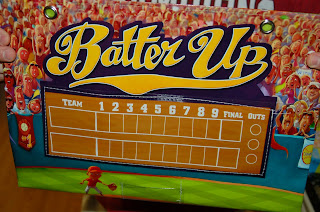 Batter Up
TEAM 1 2 3 4 5 6 7 8 9 FINAL OUTS